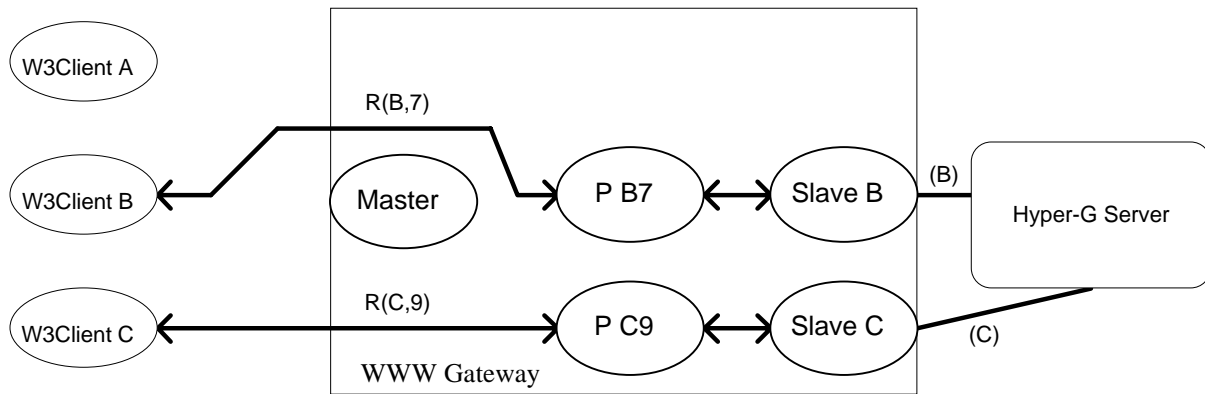 W3Client A
R(B,7)
W3Client B
Master
P B7
Slave B
(B)
Hyper-G Server
R(C,9)
W3Client C
P C9
Slave C
(C)
WWW Gateway